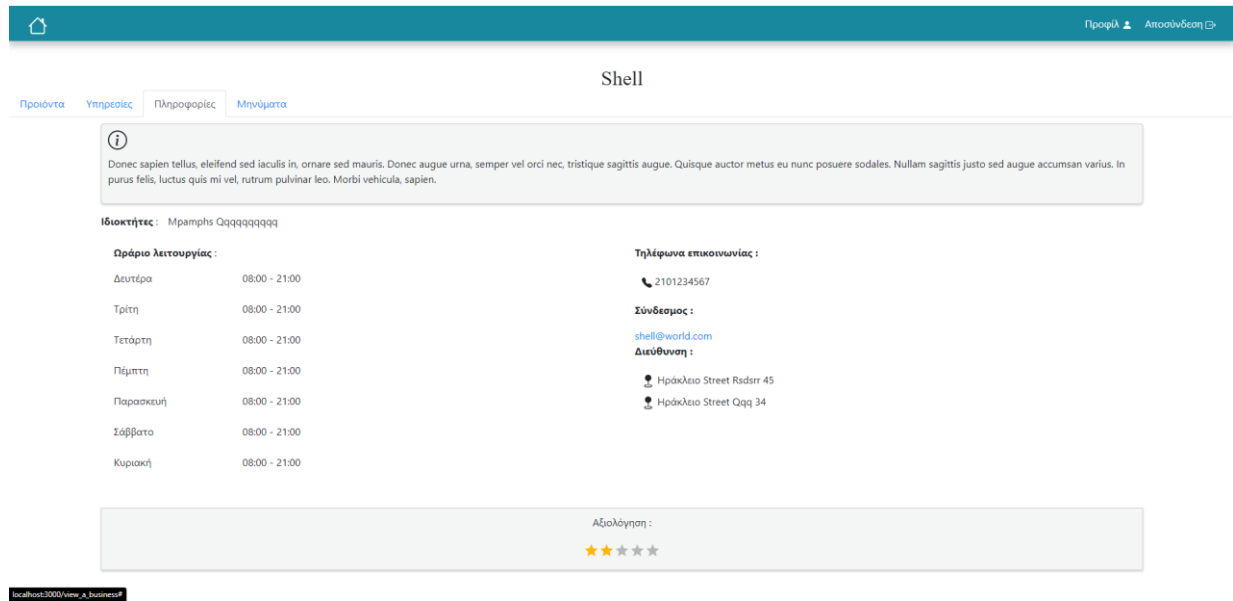 Προφίλ Αποσύνδεση
Shell
Προιόντα Υπηρεσίες Πληροφορίες Μηνύματα
Donec sapien tellus, eleifend sed iaculis in, ornare sed mauris. Donec augue urna, semper vel orci nec, tristique sagittis augue. Quisque auctor metus eu nunc posuere sodales. Nullam sagittis justo sed augue accumsan varius. In
purus felis, luctus quis mi vel, rutrum pulvinar leo. Morbi vehicula, sapien.
Ιδιοκτήτες : Mpamphs Qqqqqqqqqq
Ωράριο λειτουργίας :
Δευτέρα 08:00 - 21:00
Τρίτη 08:00 - 21:00
Τετάρτη 08:00 - 21:00
Πέμπτη 08:00 - 21:00
Παρασκευή 08:00 - 21:00
Σάββατο 08:00 - 21:00
Κυριακή 08:00 - 21:00
Τηλέφωνα επικοινωνίας :
2101234567
Σύνδεσμος :
shell@world.com
Διεύθυνση :
Ηράκλειο Street Rsdsrr 45
Ηράκλειο Street Qqq 34
Αξιολόγηση :
localhost:3000/view_a_business#